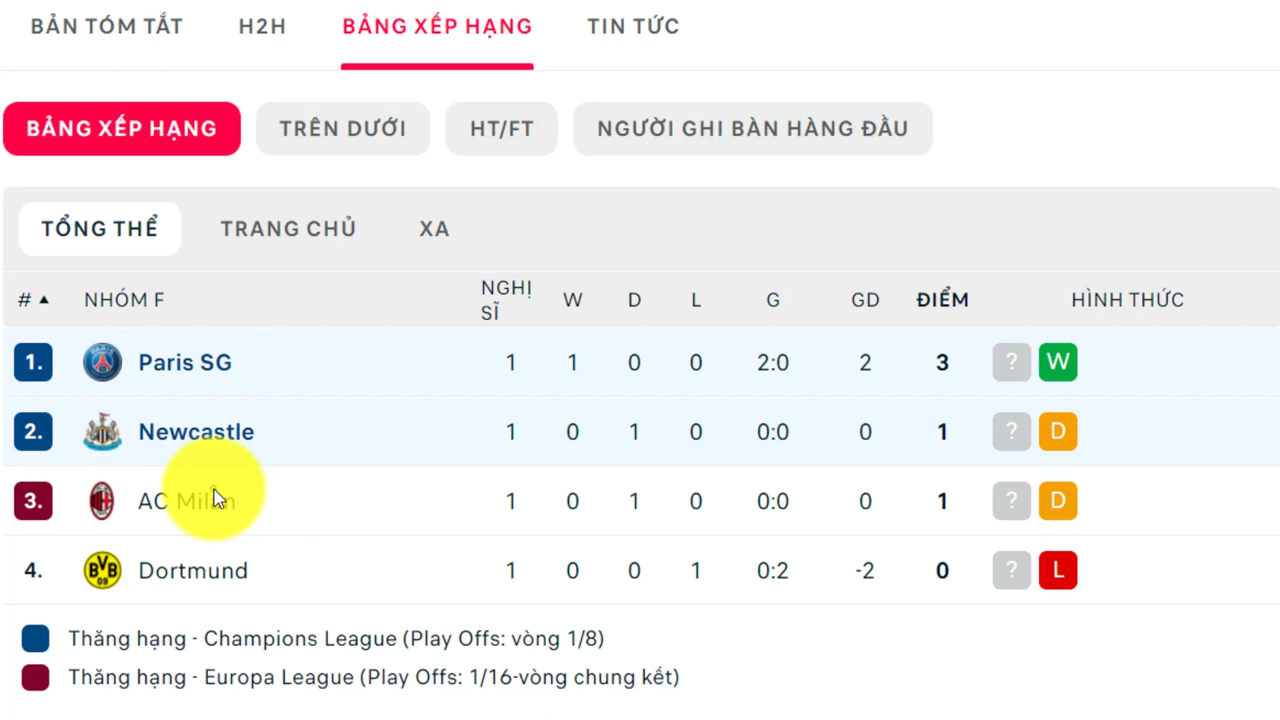 BẢN TÓM TẮT H2H BẢNG XẾP HẠNG TIN TỨC
BẢNG XẾP HẠNG TRÊN DƯỚI HT/FT NGƯỜI GHI BÀN HÀNG ĐẦU
TỔNG THỂ TRANG CHỦ XA
# ▲ NHÓM F NGHỊ SĨ W D L G GD ĐIỂM HÌNH THỨC
1. Paris SG 1 1 0 0 2:0 2 3 ? W
2. Newcastle 1 0 1 0 0:0 0 1 ? D
3. AC Milan 1 0 1 0 0:0 0 1 ? D
4. BVB 09 Dortmund 1 0 0 1 0:2 -2 0 ? L
Thăng hạng - Champions League (Play Offs: vòng 1/8)
Thăng hạng - Europa League (Play Offs: 1/16-vòng chung kết)